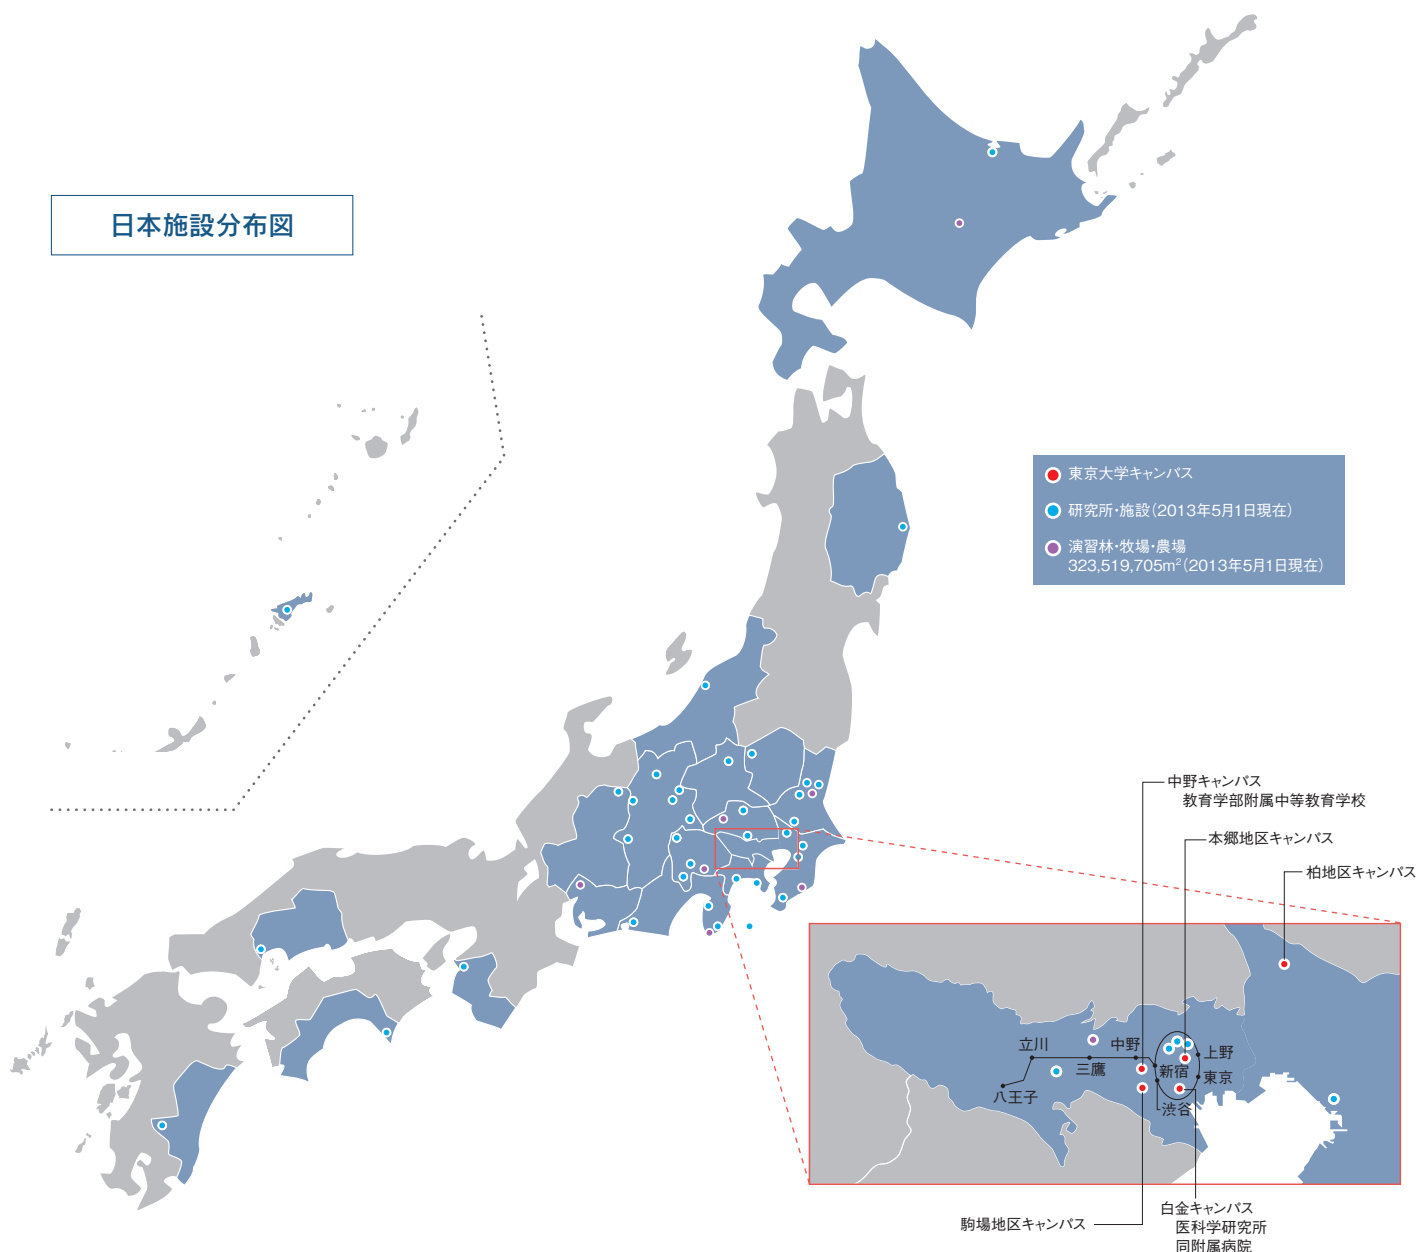 日本施設分布図
東京大学キャンパス
研究所・施設(2013年5月1日現在)
演習林・牧場・農場
323,519,705m²(2013年5月1日現在)
中野キャンパス
教育学部附属中等教育学校
本郷地区キャンパス
柏地区キャンパス
立川
中野
上野
三鷹
新宿
東京
八王子
渋谷
駒場地区キャンパス
白金キャンパス
医科学研究所
同附属病院